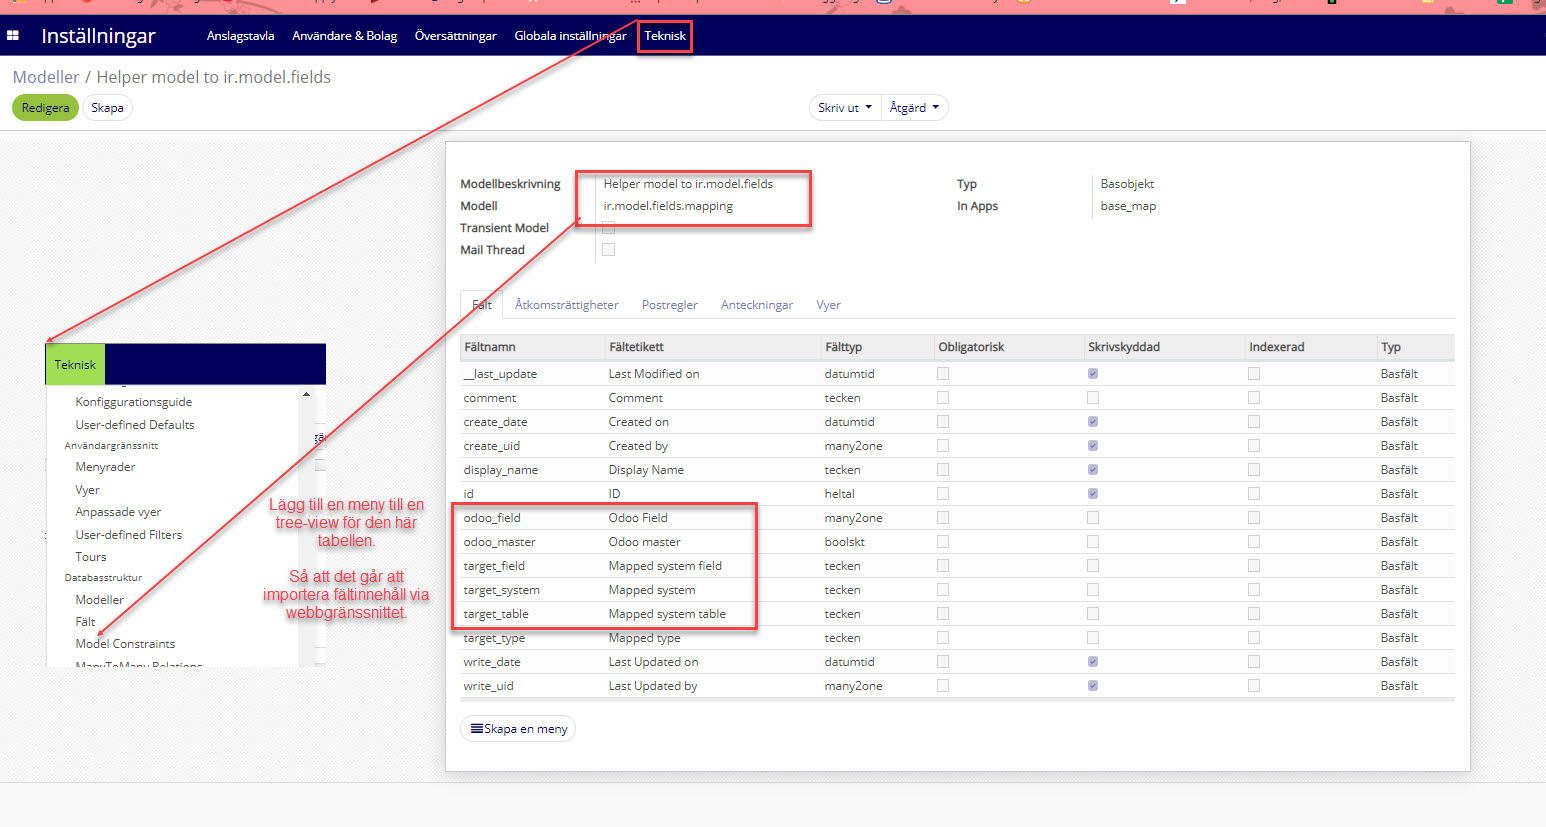 Inställningar Anslagstavla Användare & Bolag Översättningar Globala inställningar Teknisk
Modeller / Helper model to ir.model.fields
Redigera Skapa Skriv ut Åtgärd
Modellbeskrivning Helper model to ir.model.fields Typ Basobjekt
Modell ir.model.fields.mapping In Apps base_map
Transient Model
Mail Thread
Fält Åtkomsträttigheter Postregler Anteckningar Vyer
Fältnamn Fältetikett Fälttyp Obligatorisk Skrivskyddad Indexerad Typ
__last_update Last Modified on datumtid Basfält
comment Comment tecken Basfält
create_date Created on datumtid Basfält
create_uid Created by many2one Basfält
display_name Display Name tecken Basfält
id ID heltal Basfält
odoo_field Odoo Field many2one Basfält
odoo_master Odoo master boolskt Basfält
target_field Mapped system field tecken Basfält
target_system Mapped system tecken Basfält
target_table Mapped system table tecken Basfält
target_type Mapped type tecken Basfält
write_date Last Updated on datumtid Basfält
write_uid Last Updated by many2one Basfält
Skapa en meny
Teknisk
Konfiggurationsguide
User-defined Defaults
Användargränssnitt
Menyrader
Vyer
Anpassade vyer
User-defined Filters
Tours
Databasstruktur
Modeller
Fält
Model Constraints
ManyToMany Relations
Lägg till en meny till en
tree-view för den här
tabellen.
Så att det går att
importera fältinnehåll via
webbgränssnittet.